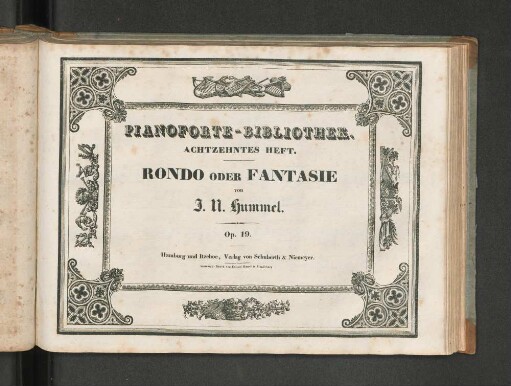 PIANOFORTE-BIBLIOTHEK.
ACHTZEHNTES HEFT.
RONDO ODER FANTASIE
von
J. N. Hummel.
Op. 19.
Hamburg und Itzehoe, Verlag von Schuberth & Niemeyer.